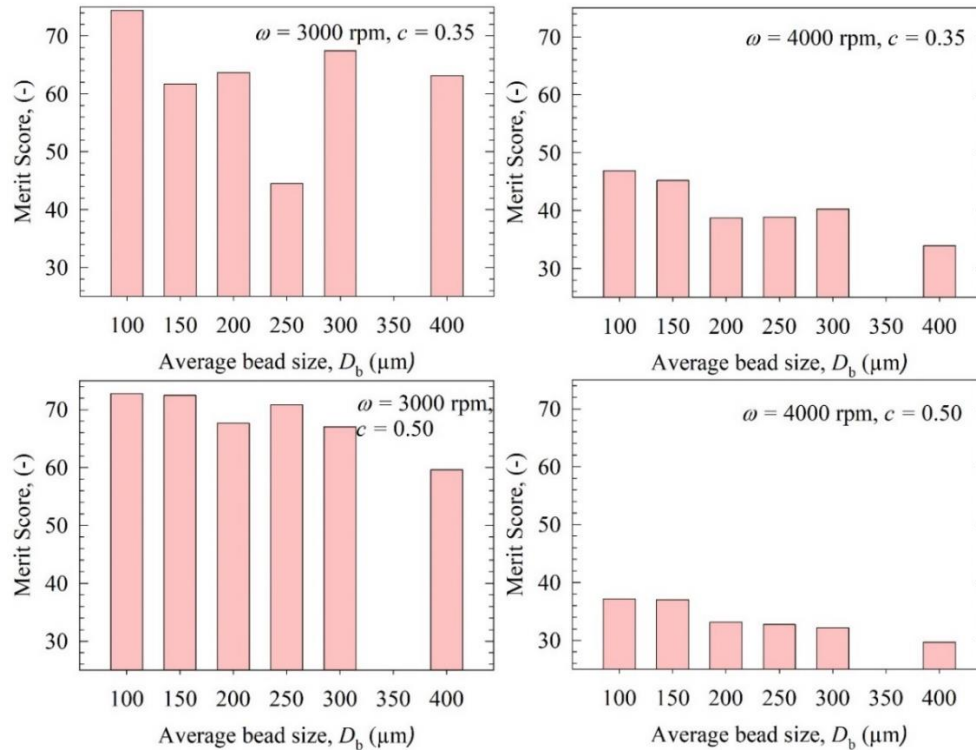 ω = 3000 rpm, c = 0.35
Merit Score, (-)
70
60
50
40
30
100 150 200 250 300 350 400
Average bead size, D_b (μm)
ω = 4000 rpm, c = 0.35
Merit Score, (-)
70
60
50
40
30
100 150 200 250 300 350 400
Average bead size, D_b (μm)
ω = 3000 rpm,
c = 0.50
Merit Score, (-)
70
60
50
40
30
100 150 200 250 300 350 400
Average bead size, D_b (μm)
ω = 4000 rpm, c = 0.50
Merit Score, (-)
70
60
50
40
30
100 150 200 250 300 350 400
Average bead size, D_b (μm)